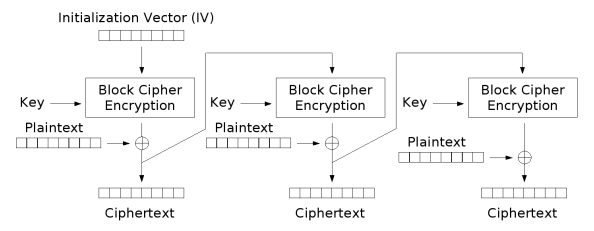 Initialization Vector (IV)
Block Cipher
Encryption
Key
Plaintext
Ciphertext
Block Cipher
Encryption
Key
Plaintext
Ciphertext
Block Cipher
Encryption
Key
Plaintext
Ciphertext